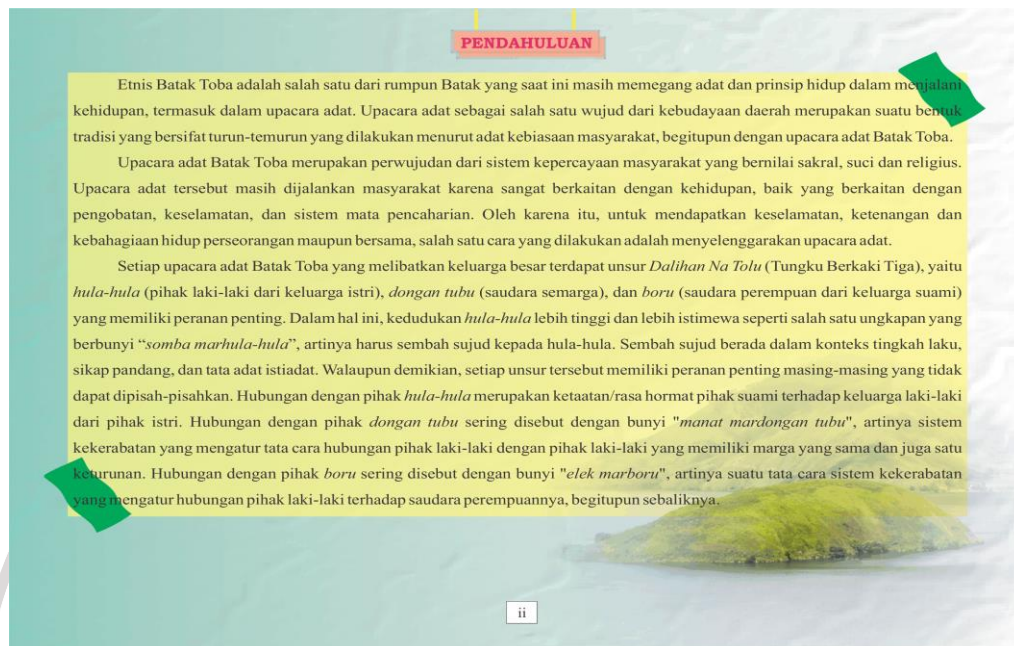 PENDAHULUAN
Etnis Batak Toba adalah salah satu dari rumpun Batak yang saat ini masih memegang adat dan prinsip hidup dalam menjalani
kehidupan, termasuk dalam upacara adat. Upacara adat sebagai salah satu wujud dari kebudayaan daerah merupakan suatu bentuk
tradisi yang bersifat turun-temurun yang dilakukan menurut adat kebiasaan masyarakat, begitupun dengan upacara adat Batak Toba.
Upacara adat Batak Toba merupakan perwujudan dari sistem kepercayaan masyarakat yang bernilai sakral, suci dan religius.
Upacara adat tersebut masih dijalankan masyarakat karena sangat berkaitan dengan kehidupan, baik yang berkaitan dengan
pengobatan, keselamatan, dan sistem mata pencaharian. Oleh karena itu, untuk mendapatkan keselamatan, ketenangan dan
kebahagiaan hidup perseorangan maupun bersama, salah satu cara yang dilakukan adalah menyelenggarakan upacara adat.
Setiap upacara adat Batak Toba yang melibatkan keluarga besar terdapat unsur Dalihan Na Tolu (Tungku Berkaki Tiga), yaitu
hula-hula (pihak laki-laki dari keluarga istri), dongan tubu (saudara semarga), dan boru (saudara perempuan dari keluarga suami)
yang memiliki peranan penting. Dalam hal ini, kedudukan hula-hula lebih tinggi dan lebih istimewa seperti salah satu ungkapan yang
berbunyi “somba marhula-hula”, artinya harus sembah sujud kepada hula-hula. Sembah sujud berada dalam konteks tingkah laku,
sikap pandang, dan tata adat istiadat. Walaupun demikian, setiap unsur tersebut memiliki peranan penting masing-masing yang tidak
dapat dipisah-pisahkan. Hubungan dengan pihak hula-hula merupakan ketaatan/rasa hormat pihak suami terhadap keluarga laki-laki
dari pihak istri. Hubungan dengan pihak dongan tubu sering disebut dengan bunyi "manat mardongan tubu", artinya sistem
kekerabatan yang mengatur tata cara hubungan pihak laki-laki dengan pihak laki-laki yang memiliki marga yang sama dan juga satu
keturunan. Hubungan dengan pihak boru sering disebut dengan bunyi "elek marboru", artinya suatu tata cara sistem kekerabatan
yang mengatur hubungan pihak laki-laki terhadap saudara perempuannya, begitupun sebaliknya.
ii